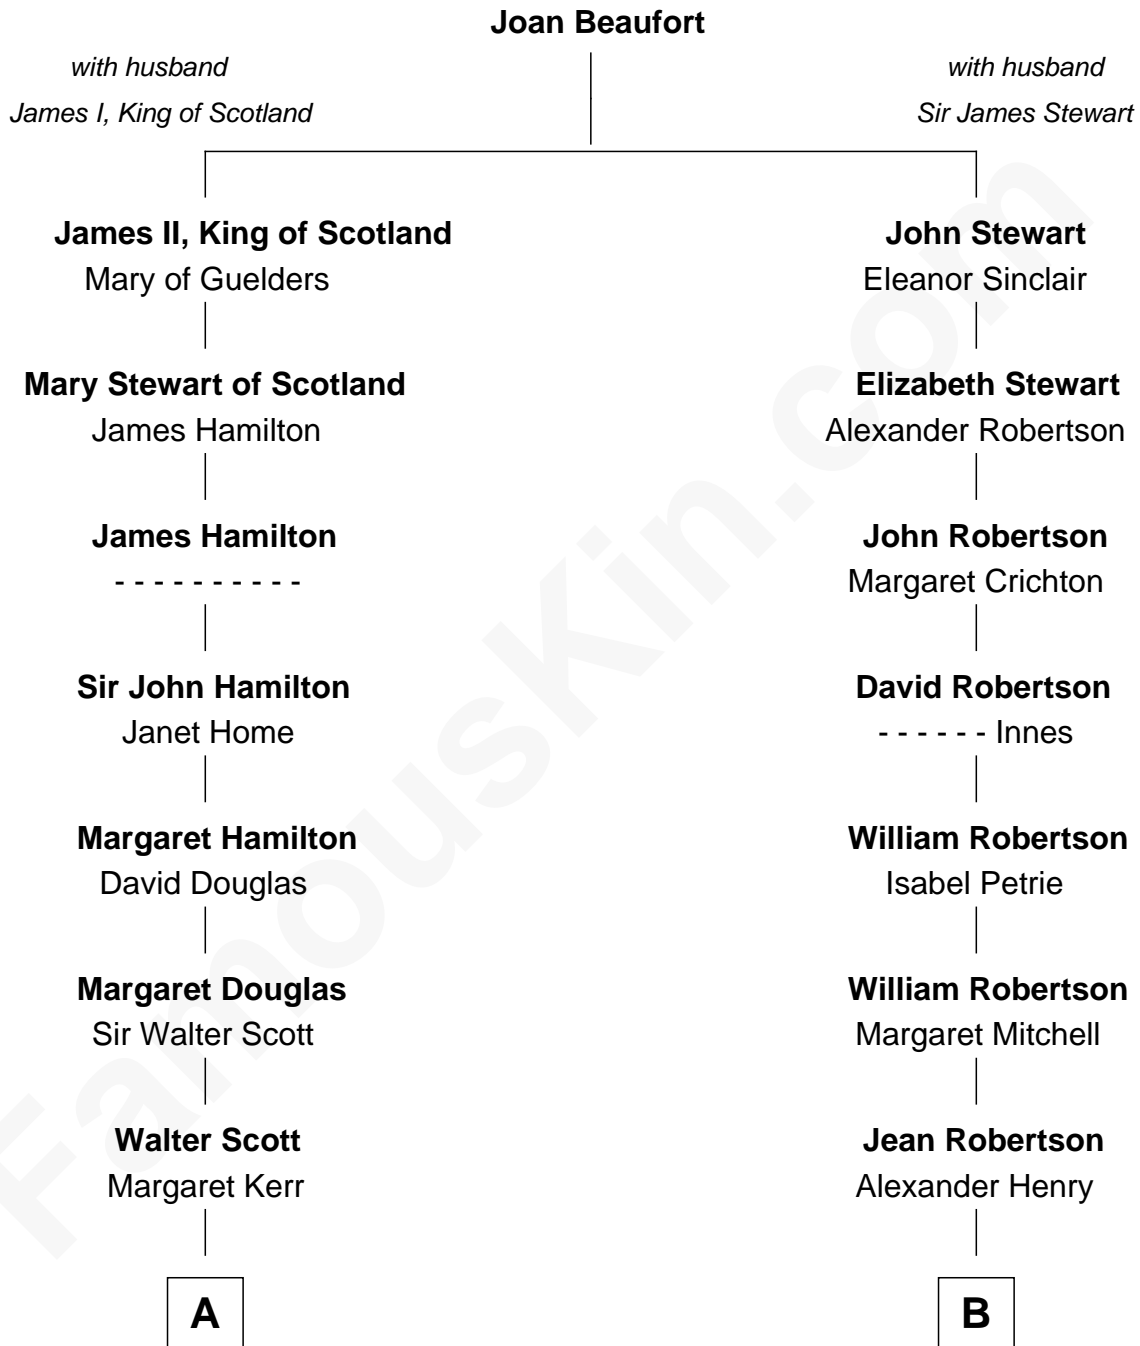 Joan Beaufort
with husband
James I, King of Scotland
with husband
Sir James Stewart
James II, King of Scotland
Mary of Guelders
John Stewart
Eleanor Sinclair
Mary Stewart of Scotland
James Hamilton
Elizabeth Stewart
Alexander Robertson
James Hamilton
- - - - - - - - - -
John Robertson
Margaret Crichton
Sir John Hamilton
Janet Home
David Robertson
- - - - - - Innes
Margaret Hamilton
David Douglas
William Robertson
Isabel Petrie
Margaret Douglas
Sir Walter Scott
William Robertson
Margaret Mitchell
Walter Scott
Margaret Kerr
Jean Robertson
Alexander Henry
A
B
FamousKin.com